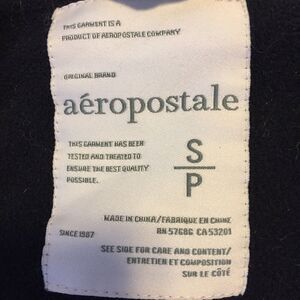 THIS GARMENT IS A
PRODUCT OF AEROPOSTALE COMPANY
ORIGINAL BRAND
aéropostale
THIS GARMENT HAS BEEN
TESTED AND TREATED TO
ENSURE THE BEST QUALITY
POSSIBLE.
S
P
MADE IN CHINA/FABRIQUE EN CHINE
RN 57686 CA 53201
SINCE 1987
SEE SIDE FOR CARE AND CONTENT/
ENTRETIEN ET COMPOSITION
SUR LE CÔTÉ